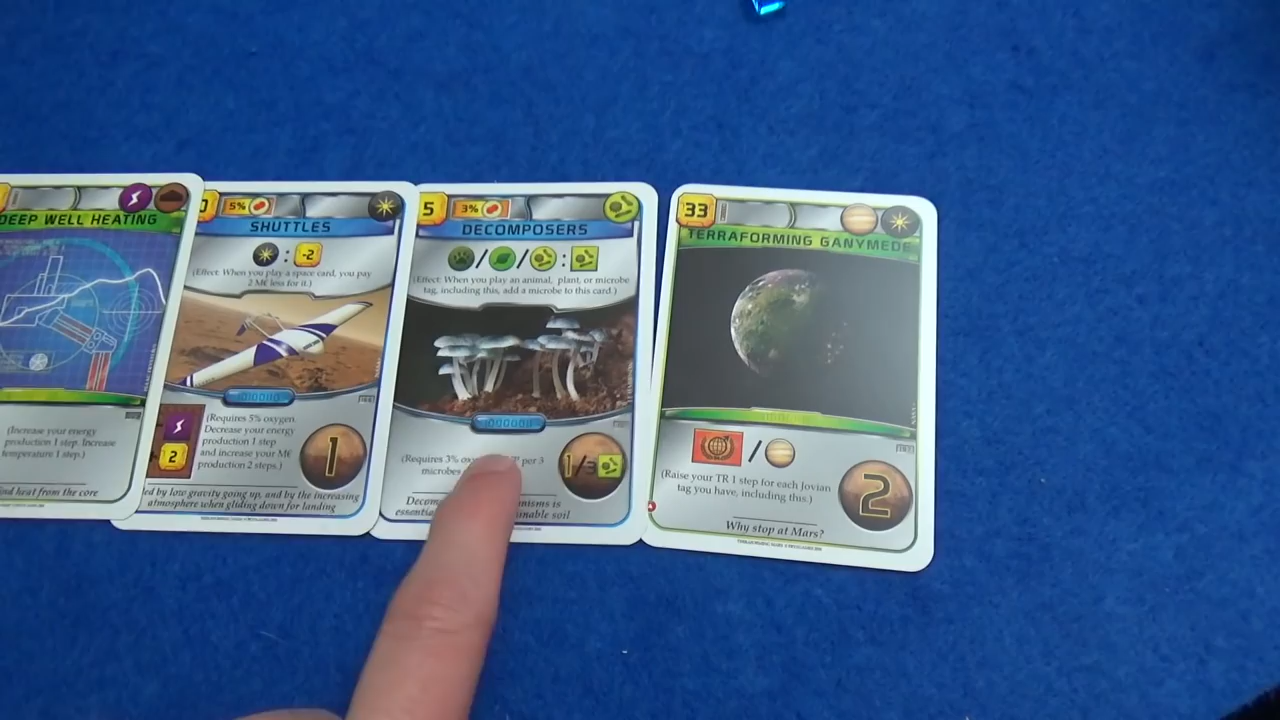 DEEP WELL HEATING
(Increase your energy
production 1 step. Increase
temperature 1 step.)
find heat from the core
0 5%
SHUTTLES
: -2
(Effect: When you play a space card, you pay
2 M€ less for it.)
2
(Requires 5% oxygen.
Decrease your energy
production 1 step
and increase your M€
production 2 steps.)
1
ed by low gravity going up, and by the increasing
atmosphere when gliding down for landing
5 3%
DECOMPOSERS
/ / :
(Effect: When you play an animal, plant, or microbe
tag, including this, add a microbe to this card.)
(Requires 3% per 3
microbes
1/3
essential
33
TERRAFORMING GANYMEDE
/
(Raise your TR 1 step for each Jovian
tag you have, including this.)
2
Why stop at Mars?